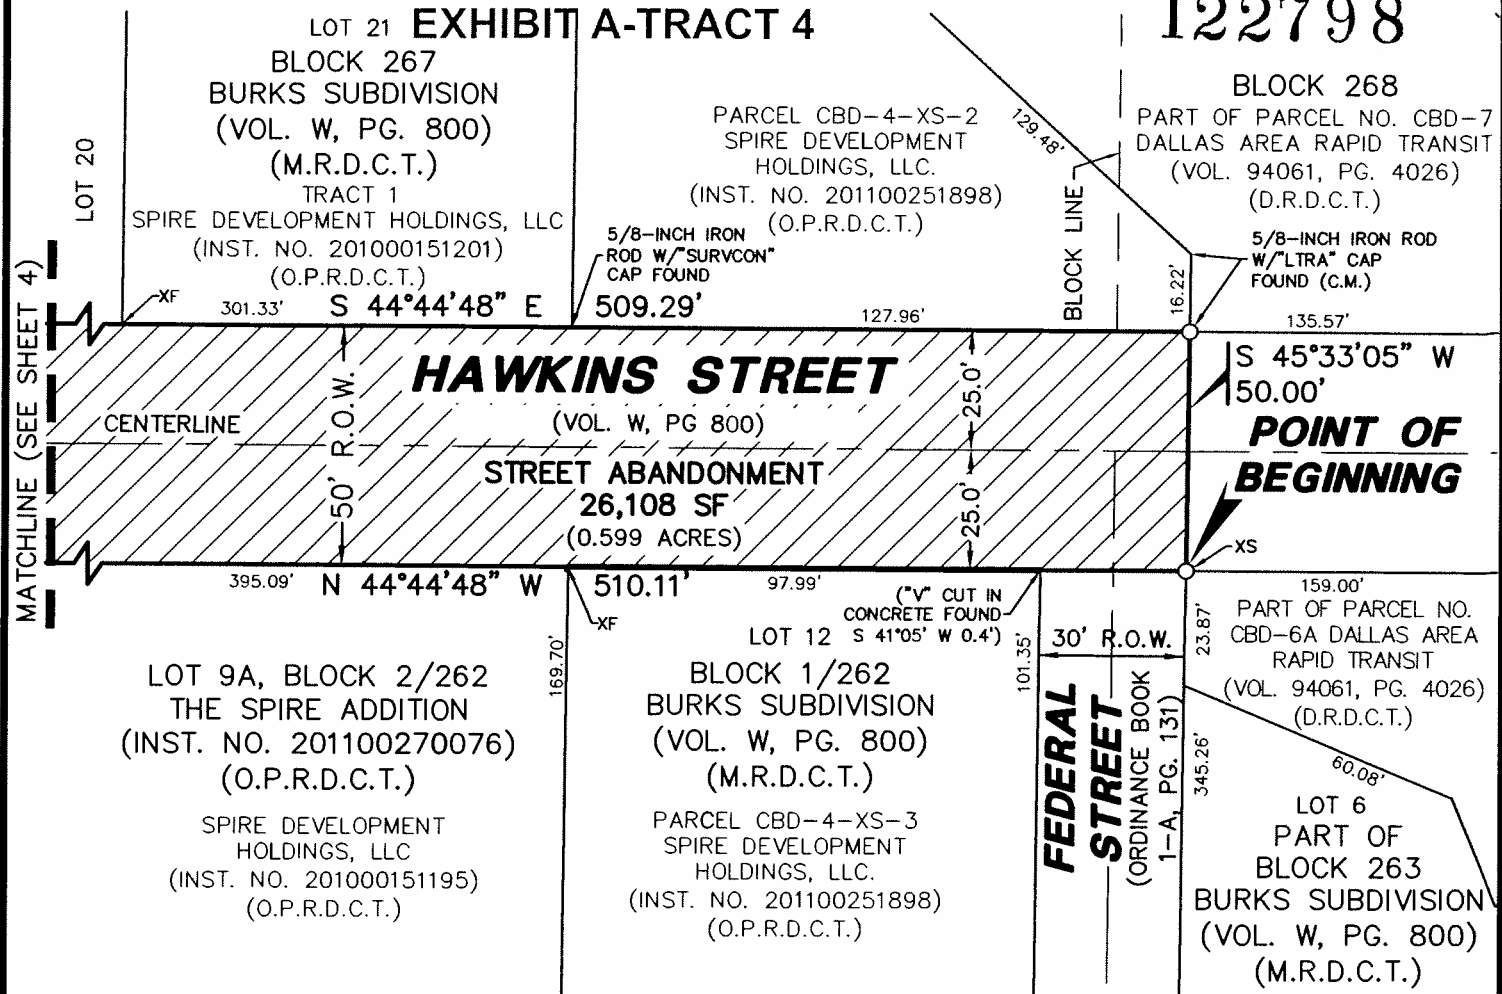 EXHIBIT A-TRACT 4
122798
LOT 20
LOT 21
BLOCK 267
BURKS SUBDIVISION
(VOL. W, PG. 800)
(M.R.D.C.T.)
TRACT 1
SPIRE DEVELOPMENT HOLDINGS, LLC
(INST. NO. 201000151201)
(O.P.R.D.C.T.)
PARCEL CBD-4-XS-2
SPIRE DEVELOPMENT
HOLDINGS, LLC.
(INST. NO. 201100251898)
(O.P.R.D.C.T.)
5/8-INCH IRON
ROD W/"SURVCON"
CAP FOUND
129.48'
BLOCK LINE
BLOCK 268
PART OF PARCEL NO. CBD-7
DALLAS AREA RAPID TRANSIT
(VOL. 94061, PG. 4026)
(D.R.D.C.T.)
5/8-INCH IRON ROD
W/"LTRA" CAP
FOUND (C.M.)
16.22'
MATCHLINE (SEE SHEET 4)
XF
301.33'
S 44°44'48" E 509.29'
127.96'
135.57'
HAWKINS STREET
(VOL. W, PG 800)
CENTERLINE
50' R.O.W.
25.0'
25.0'
STREET ABANDONMENT
26,108 SF
(0.599 ACRES)
S 45°33'05" W
50.00'
POINT OF
BEGINNING
XS
395.09'
N 44°44'48" W 510.11'
97.99'
XF
("V" CUT IN
CONCRETE FOUND
S 41°05' W 0.4')
159.00'
23.87'
169.70'
101.35'
30' R.O.W.
LOT 9A, BLOCK 2/262
THE SPIRE ADDITION
(INST. NO. 201100270076)
(O.P.R.D.C.T.)
SPIRE DEVELOPMENT
HOLDINGS, LLC
(INST. NO. 201000151195)
(O.P.R.D.C.T.)
LOT 12
BLOCK 1/262
BURKS SUBDIVISION
(VOL. W, PG. 800)
(M.R.D.C.T.)
PARCEL CBD-4-XS-3
SPIRE DEVELOPMENT
HOLDINGS, LLC.
(INST. NO. 201100251898)
(O.P.R.D.C.T.)
FEDERAL
STREET
(ORDINANCE BOOK
1-A, PG. 131)
345.26'
PART OF PARCEL NO.
CBD-6A DALLAS AREA
RAPID TRANSIT
(VOL. 94061, PG. 4026)
(D.R.D.C.T.)
60.08'
LOT 6
PART OF
BLOCK 263
BURKS SUBDIVISION
(VOL. W, PG. 800)
(M.R.D.C.T.)